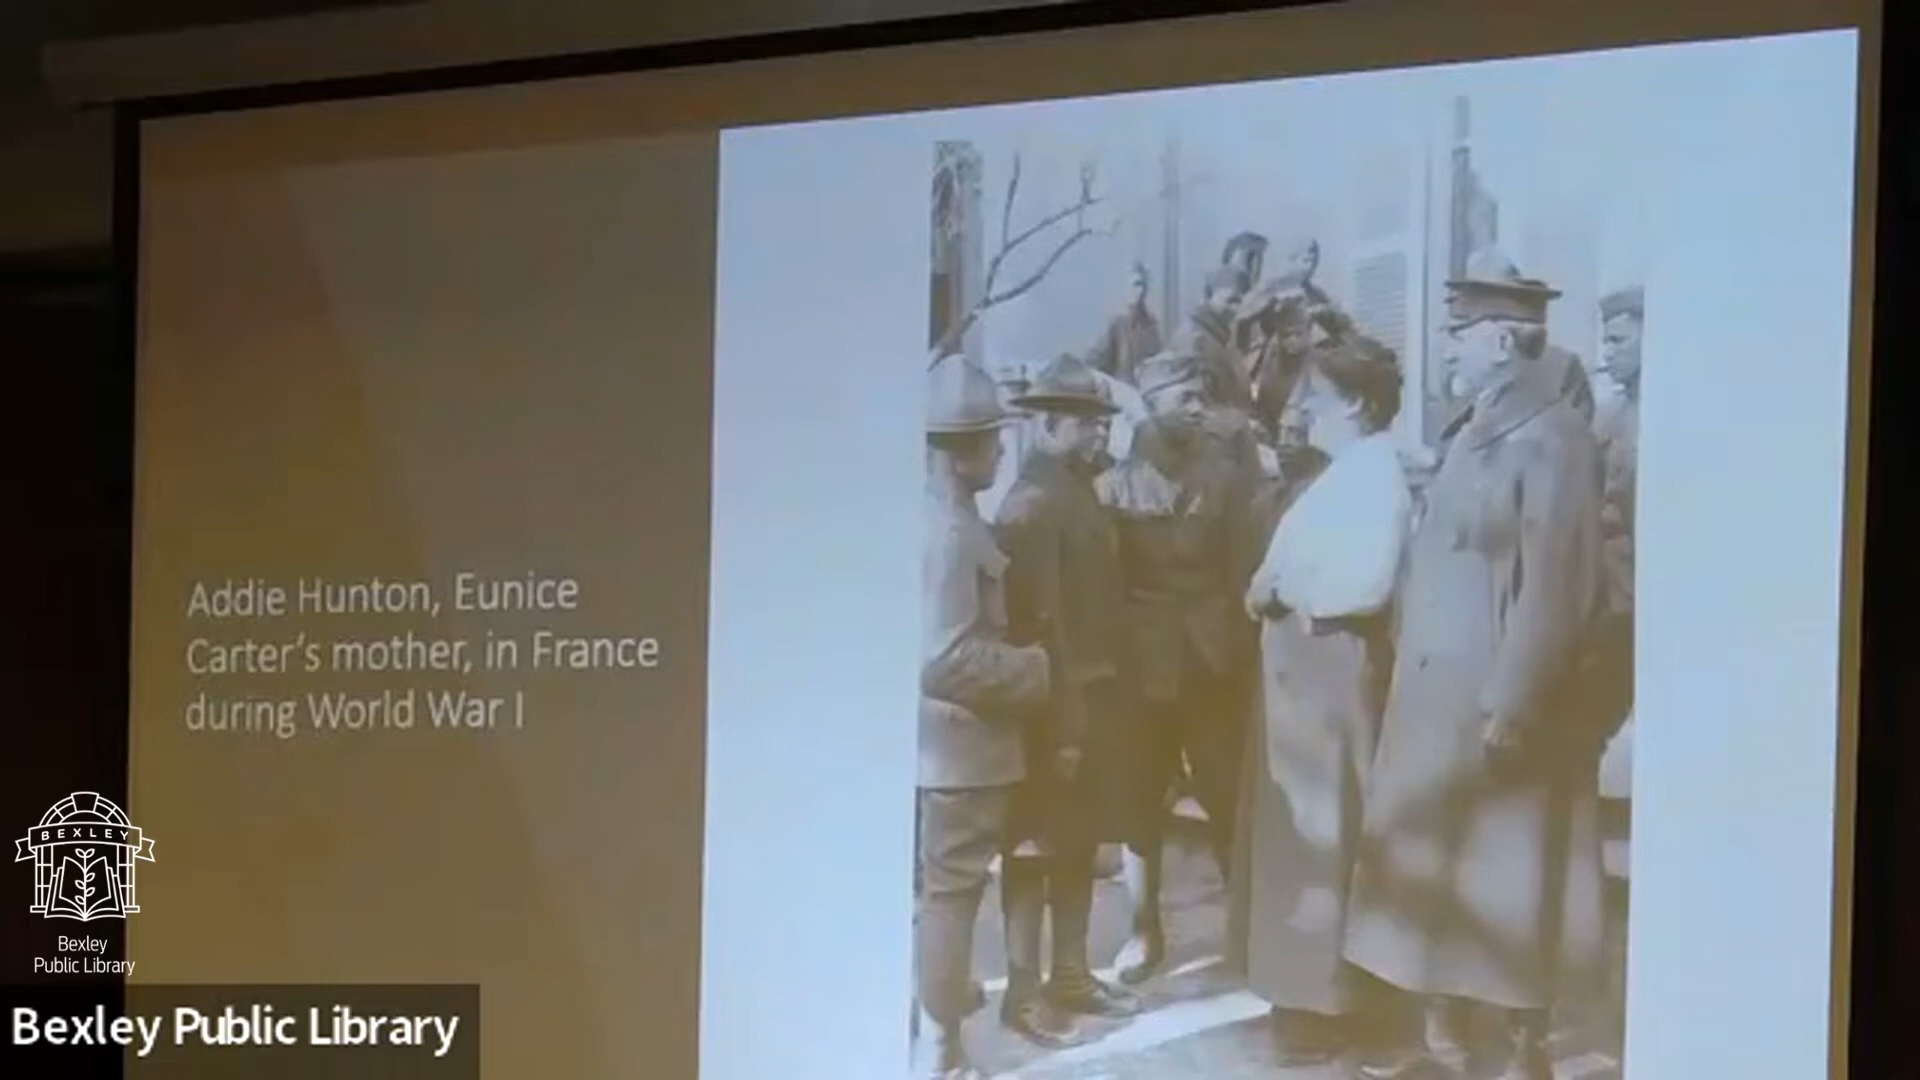 Addie Hunton, Eunice
Carter's mother, in France
during World War I
BEXLEY
Bexley
Public Library
Bexley Public Library